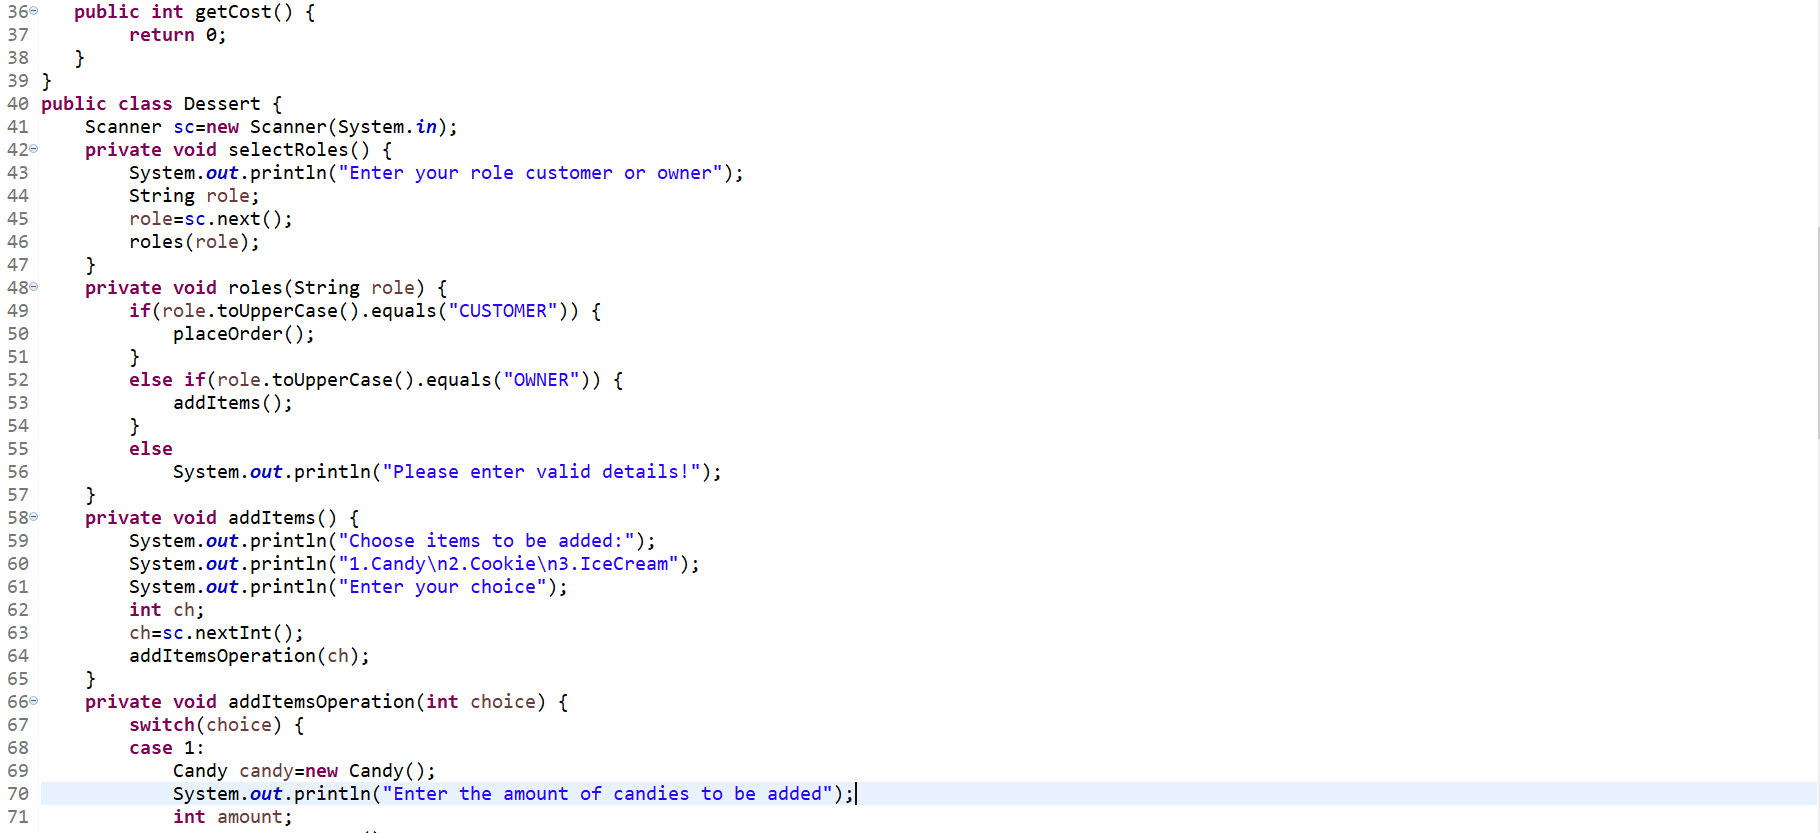 36 public int getCost() {
37 return 0;
38 }
39 }
40 public class Dessert {
41 Scanner sc=new Scanner(System.in);
42 private void selectRoles() {
43 System.out.println("Enter your role customer or owner");
44 String role;
45 role=sc.next();
46 roles(role);
47 }
48 private void roles(String role) {
49 if(role.toUpperCase().equals("CUSTOMER")) {
50 placeOrder();
51 }
52 else if(role.toUpperCase().equals("OWNER")) {
53 addItems();
54 }
55 else
56 System.out.println("Please enter valid details!");
57 }
58 private void addItems() {
59 System.out.println("Choose items to be added:");
60 System.out.println("1.Candy\n2.Cookie\n3.IceCream");
61 System.out.println("Enter your choice");
62 int ch;
63 ch=sc.nextInt();
64 addItemsOperation(ch);
65 }
66 private void addItemsOperation(int choice) {
67 switch(choice) {
68 case 1:
69 Candy candy=new Candy();
70 System.out.println("Enter the amount of candies to be added");
71 int amount;